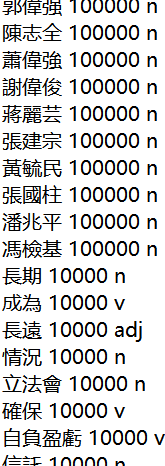 郭偉强 100000 n
陳志全 100000 n
蕭偉強 100000 n
謝偉俊 100000 n
蔣麗芸 100000 n
張建宗 100000 n
黃毓民 100000 n
張國柱 100000 n
潘兆平 100000 n
馮檢基 100000 n
長期 10000 n
成為 10000 v
長遠 10000 adj
情況 10000 n
立法會 10000 n
確保 10000 v
自負盈虧 10000 v
信託 10000 n